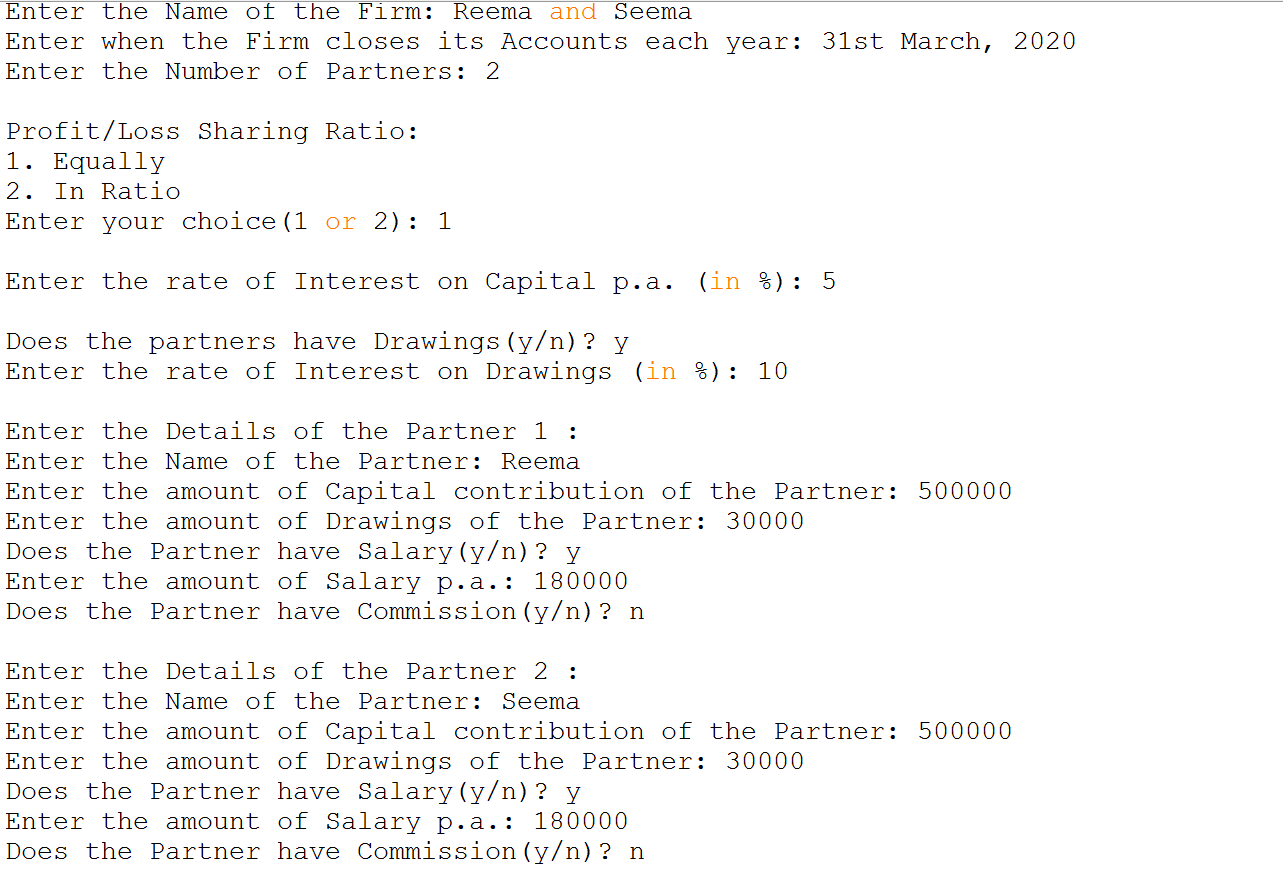 Enter the Name of the Firm: Reema and Seema
Enter when the Firm closes its Accounts each year: 31st March, 2020
Enter the Number of Partners: 2
Profit/Loss Sharing Ratio:
1. Equally
2. In Ratio
Enter your choice(1 or 2): 1
Enter the rate of Interest on Capital p.a. (in %): 5
Does the partners have Drawings(y/n)? y
Enter the rate of Interest on Drawings (in %): 10
Enter the Details of the Partner 1 :
Enter the Name of the Partner: Reema
Enter the amount of Capital contribution of the Partner: 500000
Enter the amount of Drawings of the Partner: 30000
Does the Partner have Salary(y/n)? y
Enter the amount of Salary p.a.: 180000
Does the Partner have Commission(y/n)? n
Enter the Details of the Partner 2 :
Enter the Name of the Partner: Seema
Enter the amount of Capital contribution of the Partner: 500000
Enter the amount of Drawings of the Partner: 30000
Does the Partner have Salary(y/n)? y
Enter the amount of Salary p.a.: 180000
Does the Partner have Commission(y/n)? n